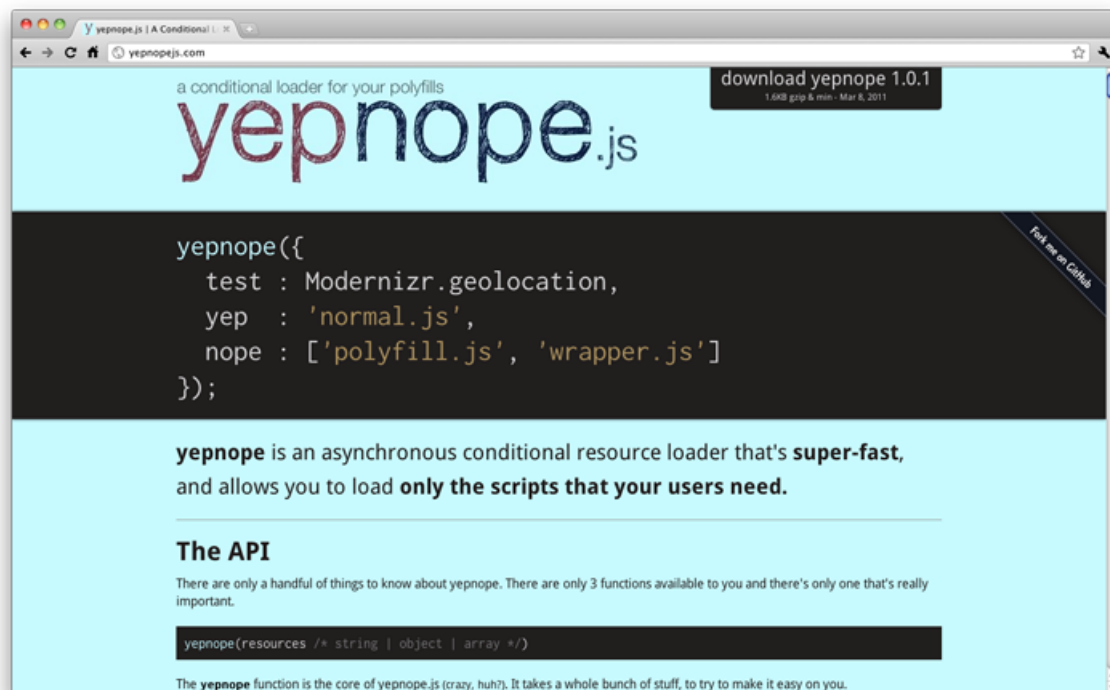 yepnope.js | A Conditional L
yepnopejs.com
a conditional loader for your polyfills
yepnope.js
download yepnope 1.0.1
1.6KB gzip & min - Mar 8, 2011
Fork me on GitHub
yepnope({
test : Modernizr.geolocation,
yep : 'normal.js',
nope : ['polyfill.js', 'wrapper.js']
});
yepnope is an asynchronous conditional resource loader that's super-fast,
and allows you to load only the scripts that your users need.
The API
There are only a handful of things to know about yepnope. There are only 3 functions available to you and there's only one that's really
important.
yepnope(resources /* string | object | array */)
The yepnope function is the core of yepnope.js (crazy, huh?). It takes a whole bunch of stuff, to try to make it easy on you.